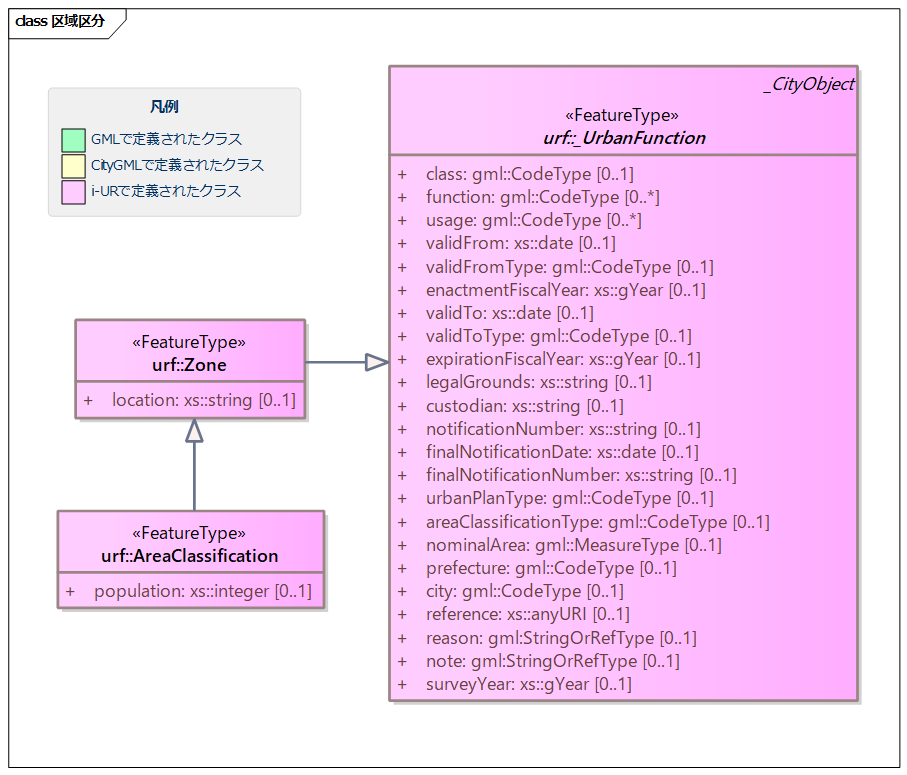 class 区域区分
凡例
GMLで定義されたクラス
CityGMLで定義されたクラス
i-URで定義されたクラス
_CityObject
«FeatureType»
urf::_UrbanFunction
+ class: gml::CodeType [0..1]
+ function: gml::CodeType [0..*]
+ usage: gml::CodeType [0..*]
+ validFrom: xs::date [0..1]
+ validFromType: gml::CodeType [0..1]
+ enactmentFiscalYear: xs::gYear [0..1]
+ validTo: xs::date [0..1]
+ validToType: gml::CodeType [0..1]
+ expirationFiscalYear: xs::gYear [0..1]
+ legalGrounds: xs::string [0..1]
+ custodian: xs::string [0..1]
+ notificationNumber: xs::string [0..1]
+ finalNotificationDate: xs::date [0..1]
+ finalNotificationNumber: xs::string [0..1]
+ urbanPlanType: gml::CodeType [0..1]
+ areaClassificationType: gml::CodeType [0..1]
+ nominalArea: gml::MeasureType [0..1]
+ prefecture: gml::CodeType [0..1]
+ city: gml::CodeType [0..1]
+ reference: xs::anyURI [0..1]
+ reason: gml:StringOrRefType [0..1]
+ note: gml:StringOrRefType [0..1]
+ surveyYear: xs::gYear [0..1]
«FeatureType»
urf::Zone
+ location: xs::string [0..1]
«FeatureType»
urf::AreaClassification
+ population: xs::integer [0..1]